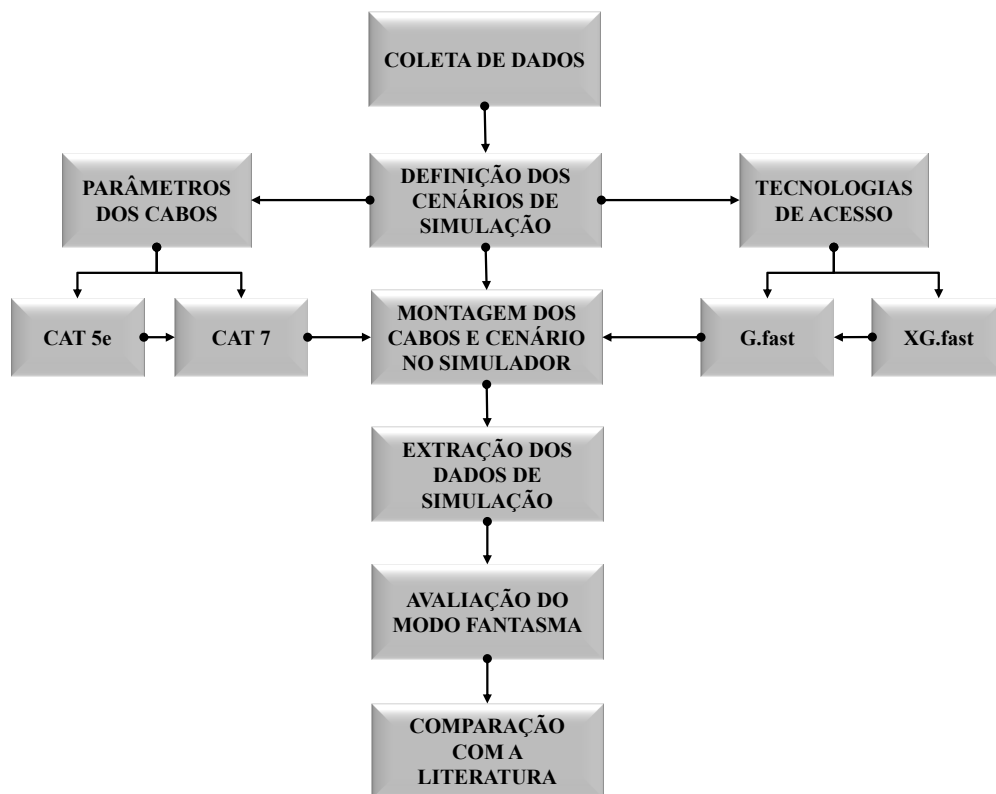 COLETA DE DADOS
PARÂMETROS
DOS CABOS
DEFINIÇÃO DOS
CENÁRIOS DE
SIMULAÇÃO
TECNOLOGIAS
DE ACESSO
CAT 5e
CAT 7
MONTAGEM DOS
CABOS E CENÁRIO
NO SIMULADOR
G.fast
XG.fast
EXTRAÇÃO DOS
DADOS DE
SIMULAÇÃO
AVALIAÇÃO DO
MODO FANTASMA
COMPARAÇÃO
COM A
LITERATURA